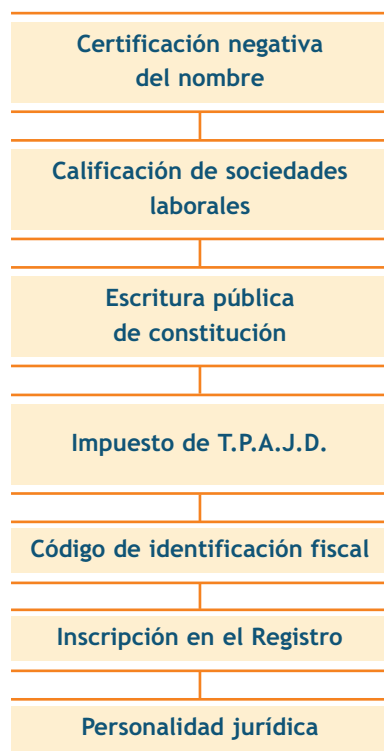 Certificación negativa
del nombre
Calificación de sociedades
laborales
Escritura pública
de constitución
Impuesto de T.P.A.J.D.
Código de identificación fiscal
Inscripción en el Registro
Personalidad jurídica